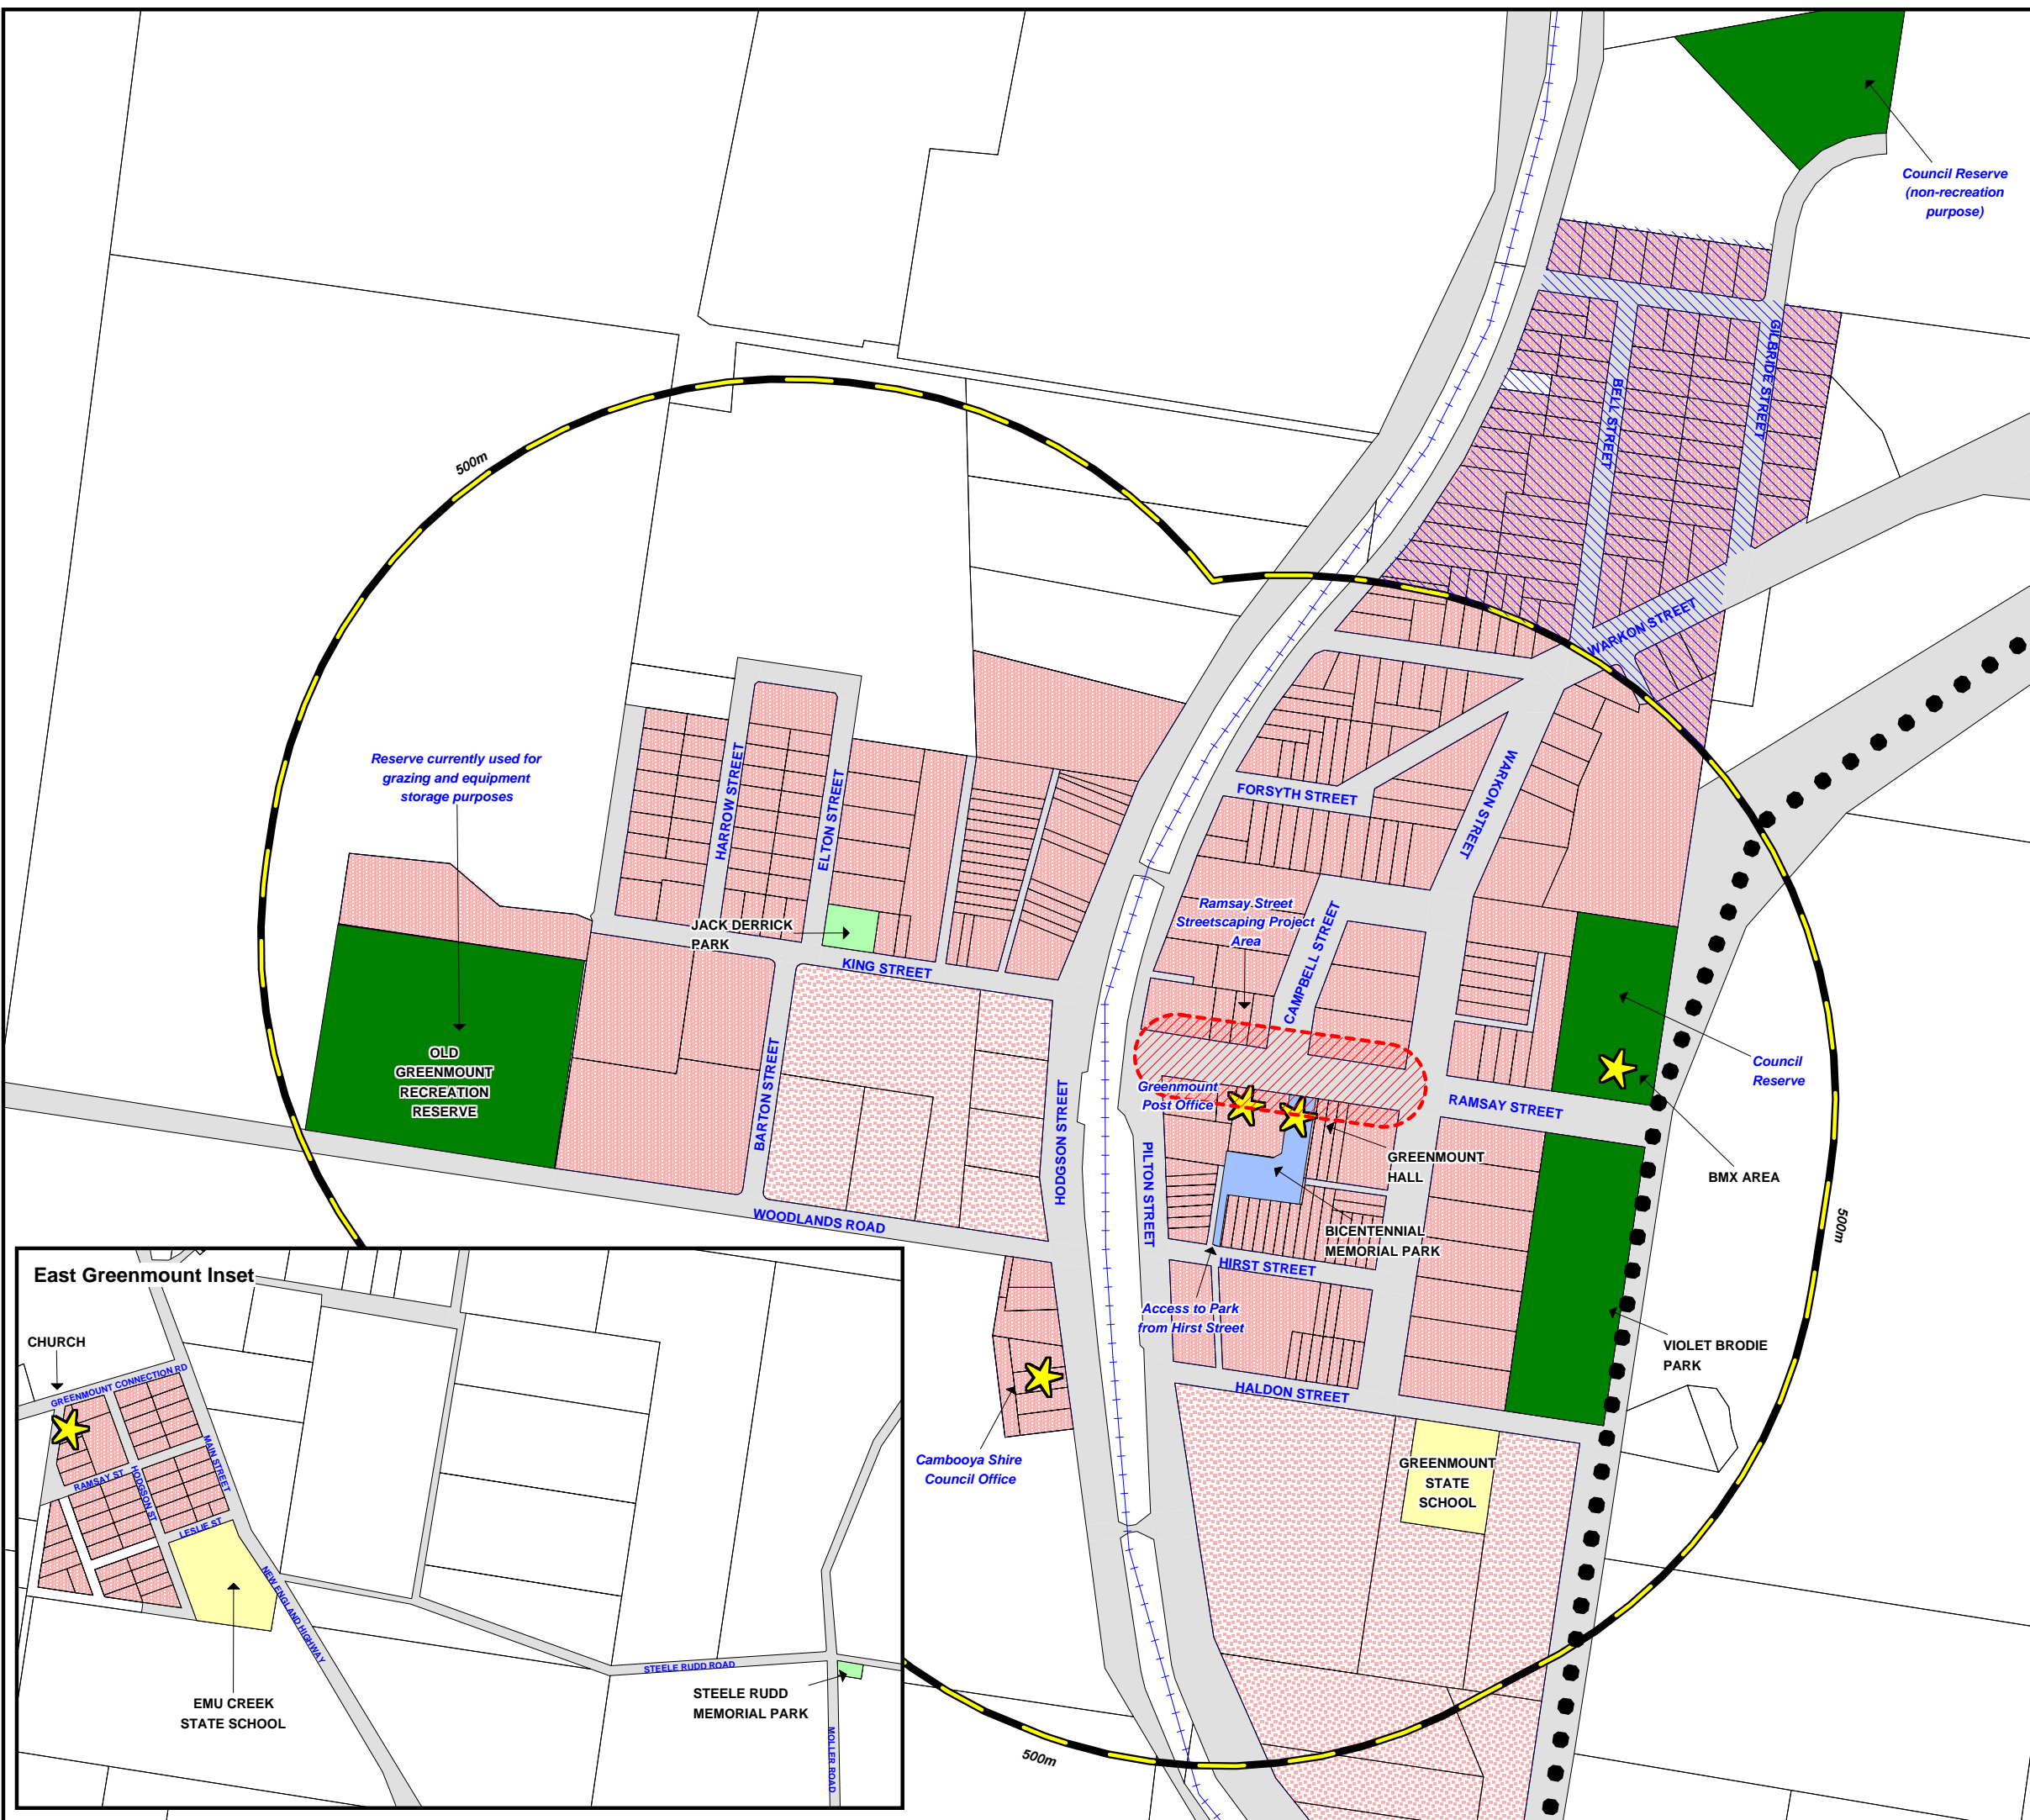 Council Reserve
(non-recreation
purpose)
GILBRIDE STREET
BELL STREET
500m
WARKON STREET
Reserve currently used for
grazing and equipment
storage purposes
HARROW STREET
ELTON STREET
FORSYTH STREET
WARKON STREET
JACK DERRICK
PARK
KING STREET
Ramsay Street
Streetscaping Project
Area
CAMPBELL STREET
OLD
GREENMOUNT
RECREATION
RESERVE
BARTON STREET
HODGSON STREET
Greenmount
Post Office
RAMSAY STREET
Council
Reserve
BMX AREA
GREENMOUNT
HALL
PILTON STREET
BICENTENNIAL
MEMORIAL PARK
WOODLANDS ROAD
HIRST STREET
500m
Access to Park
from Hirst Street
VIOLET BRODIE
PARK
HALDON STREET
Cambooya Shire
Council Office
GREENMOUNT
STATE
SCHOOL
500m
East Greenmount Inset
CHURCH
GREENMOUNT CONNECTION RD
MAIN STREET
RAMSAY ST
HODGSON ST
LESLIE ST
NEW ENGLAND HIGHWAY
EMU CREEK
STATE SCHOOL
STEELE RUDD ROAD
STEELE RUDD
MEMORIAL PARK
MOLLER ROAD